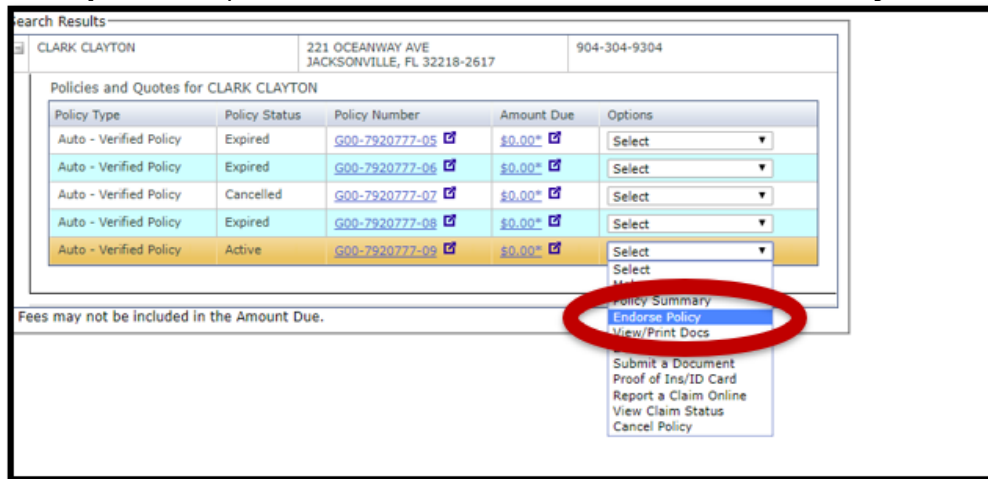 Search Results
CLARK CLAYTON 221 OCEANWAY AVE 904-304-9304
JACKSONVILLE, FL 32218-2617
Policies and Quotes for CLARK CLAYTON
Policy Type Policy Status Policy Number Amount Due Options
Auto - Verified Policy Expired G00-7920777-05 $0.00* Select
Auto - Verified Policy Expired G00-7920777-06 $0.00* Select
Auto - Verified Policy Cancelled G00-7920777-07 $0.00* Select
Auto - Verified Policy Expired G00-7920777-08 $0.00* Select
Auto - Verified Policy Active G00-7920777-09 $0.00* Select
Select
Policy Summary
Fees may not be included in the Amount Due.
Endorse Policy
View/Print Docs
Submit a Document
Proof of Ins/ID Card
Report a Claim Online
View Claim Status
Cancel Policy